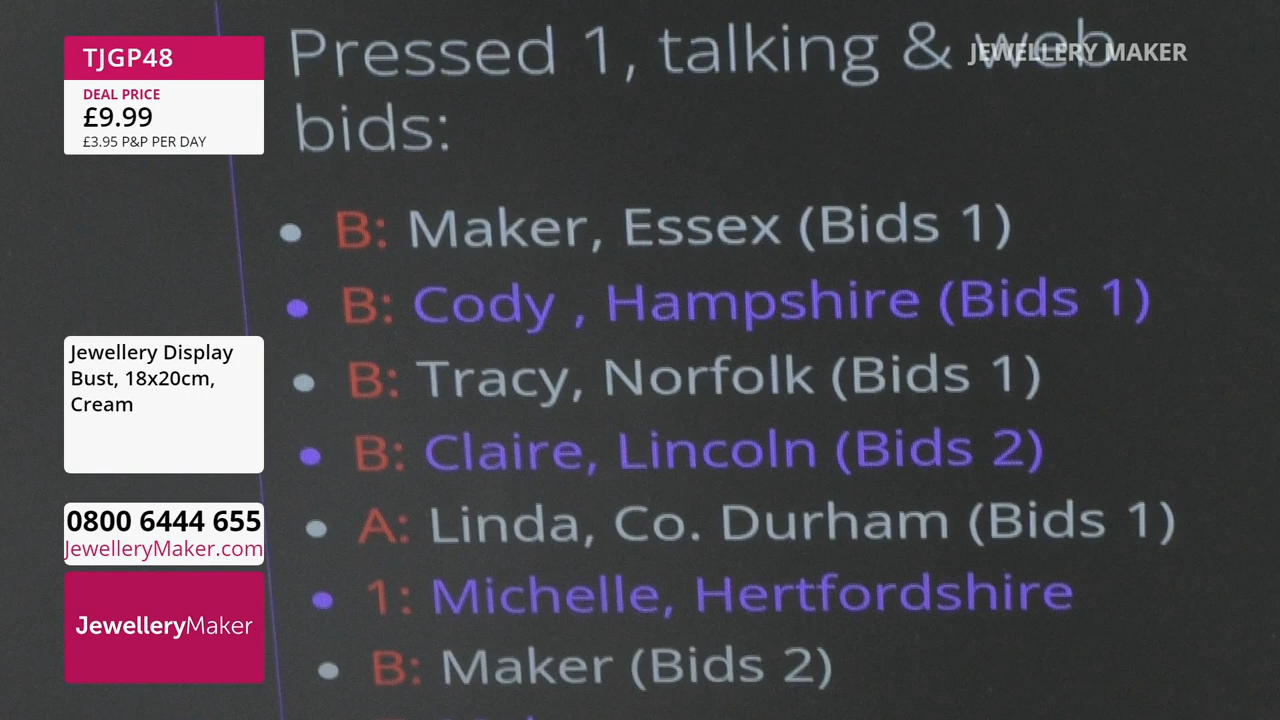 TJGP48
DEAL PRICE
£9.99
£3.95 P&P PER DAY
Jewellery Display
Bust, 18x20cm,
Cream
0800 6444 655
JewelleryMaker.com
JewelleryMaker
JEWELLERY MAKER
Pressed 1, talking & web
bids:
• B: Maker, Essex (Bids 1)
• B: Cody , Hampshire (Bids 1)
• B: Tracy, Norfolk (Bids 1)
• B: Claire, Lincoln (Bids 2)
• A: Linda, Co. Durham (Bids 1)
• 1: Michelle, Hertfordshire
• B: Maker (Bids 2)